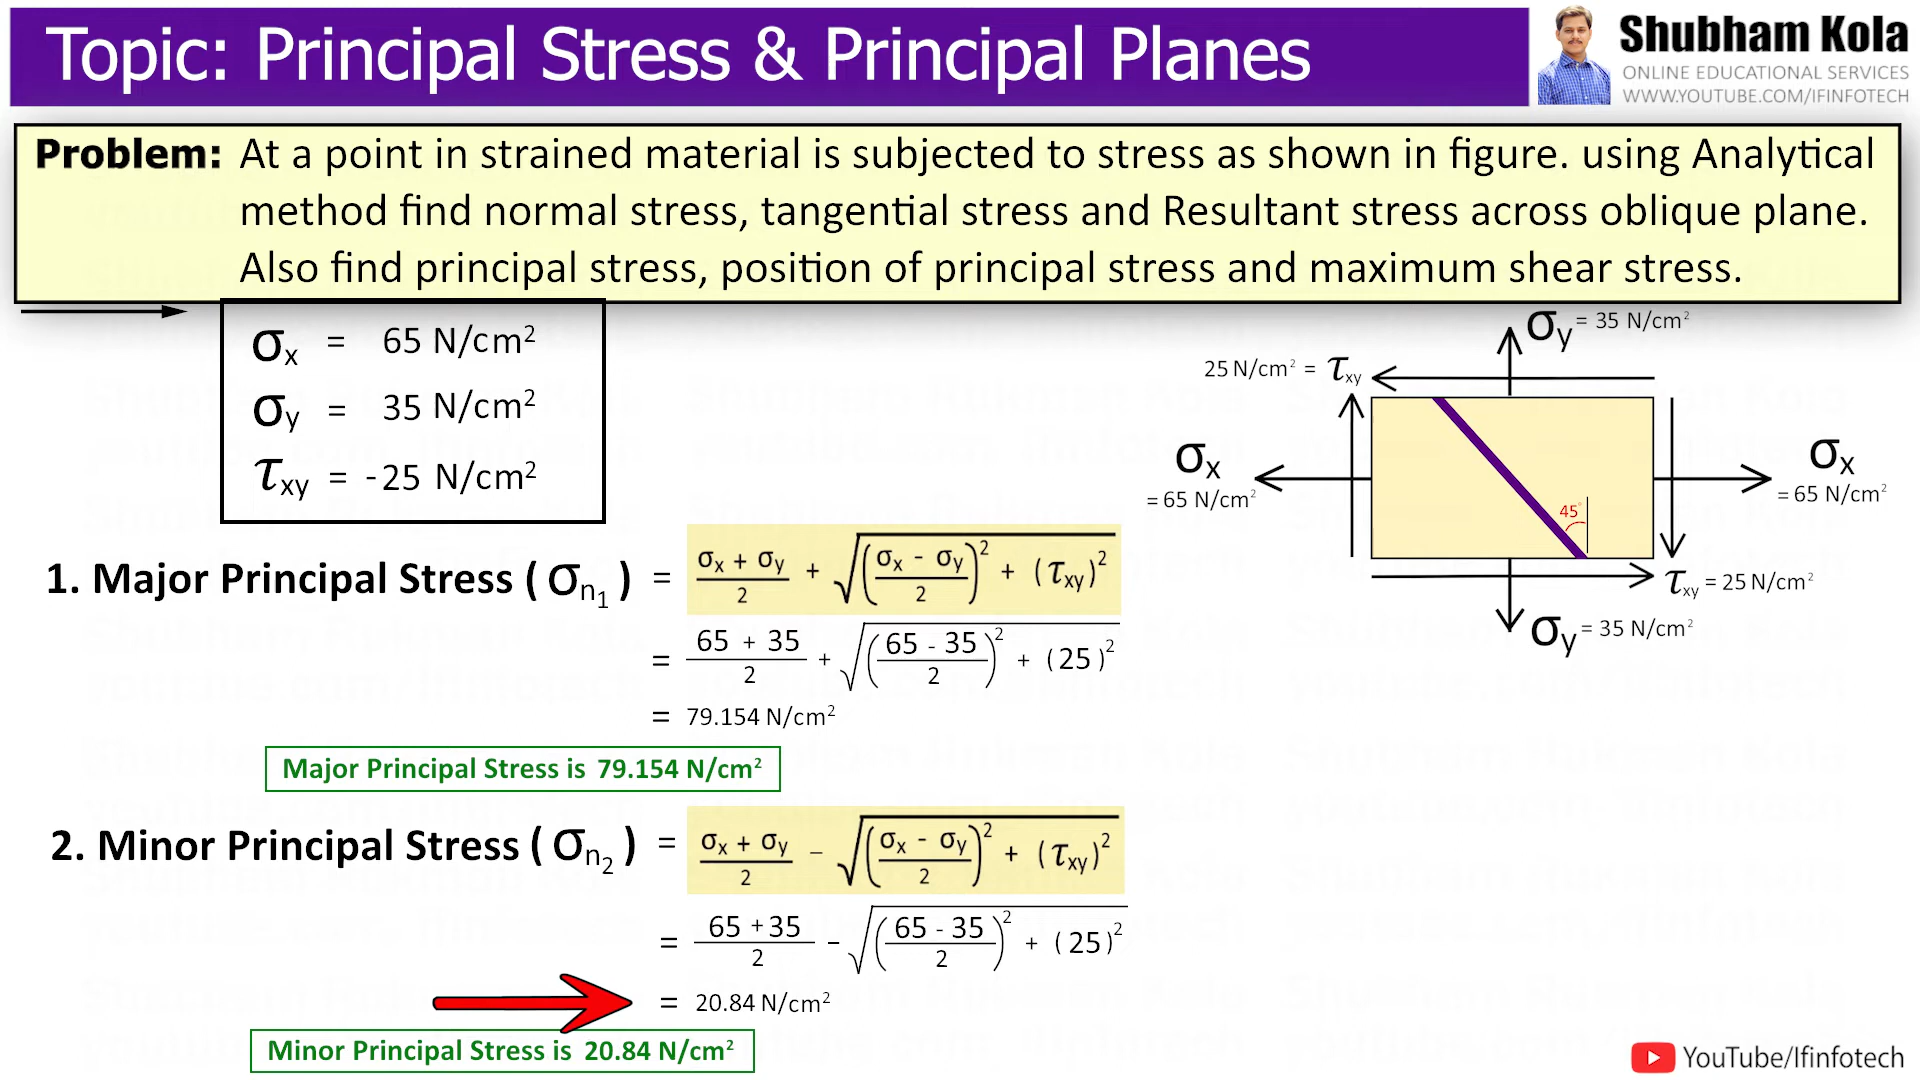 Topic: Principal Stress & Principal Planes
Shubham Kola
ONLINE EDUCATIONAL SERVICES
WWW.YOUTUBE.COM/IFINFOTECH
Problem: At a point in strained material is subjected to stress as shown in figure. using Analytical
method find normal stress, tangential stress and Resultant stress across oblique plane.
Also find principal stress, position of principal stress and maximum shear stress.
σx = 65 N/cm²
σy = 35 N/cm²
τxy = -25 N/cm²
σy = 35 N/cm²
25 N/cm² = τxy
σx
= 65 N/cm²
σx
= 65 N/cm²
45°
τxy = 25 N/cm²
σy = 35 N/cm²
1. Major Principal Stress ( σn₁ ) = (σx + σy)/2 + √((σx - σy)/2)² + (τxy)²
= (65 + 35)/2 + √((65 - 35)/2)² + (25)²
= 79.154 N/cm²
Major Principal Stress is 79.154 N/cm²
2. Minor Principal Stress ( σn₂ ) = (σx + σy)/2 – √((σx - σy)/2)² + (τxy)²
= (65 + 35)/2 – √((65 - 35)/2)² + (25)²
= 20.84 N/cm²
Minor Principal Stress is 20.84 N/cm²
YouTube/Ifinfotech